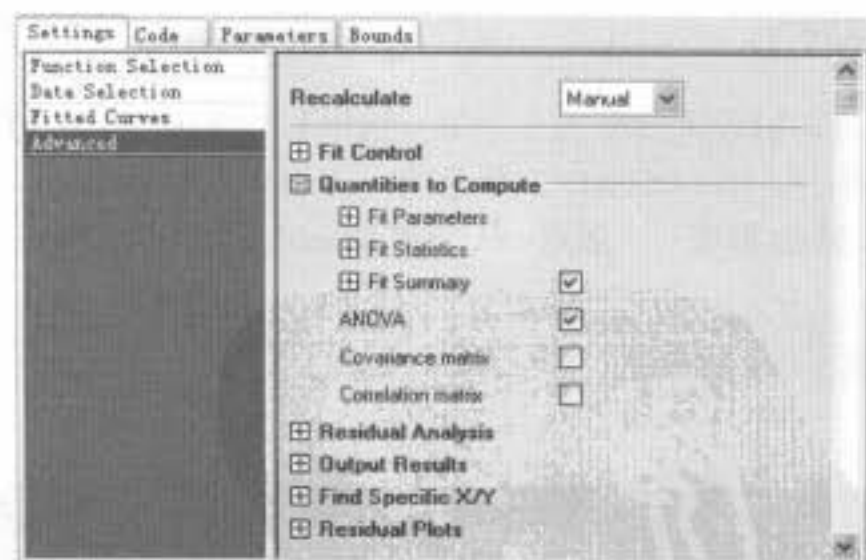 Settings Code Parameters Bounds
Function Selection
Data Selection
Fitted Curves
Advanced
Recalculate Manual
Fit Control
Quantities to Compute
Fit Parameters
Fit Statistics
Fit Summary
ANOVA
Covariance matrix
Correlation matrix
Residual Analysis
Output Results
Find Specific X/Y
Residual Plots